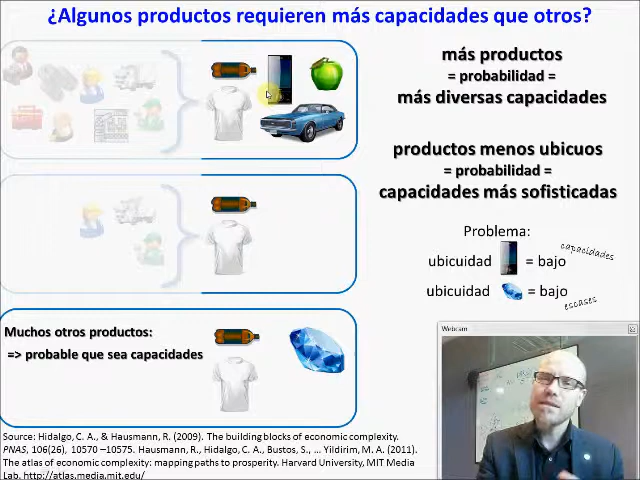 ¿Algunos productos requieren más capacidades que otros?
más productos
= probabilidad =
más diversas capacidades
productos menos ubicuos
= probabilidad =
capacidades más sofisticadas
Problema:
ubicuidad = bajo capacidades
ubicuidad = bajo escases
Muchos otros productos:
=> probable que sea capacidades
Webcam
Source: Hidalgo, C. A., & Hausmann, R. (2009). The building blocks of economic complexity.
PNAS, 106(26), 10570 –10575. Hausmann, R., Hidalgo, C. A., Bustos, S., … Yildirim, M. A. (2011).
The atlas of economic complexity: mapping paths to prosperity. Harvard University, MIT Media
Lab. http://atlas.media.mit.edu/